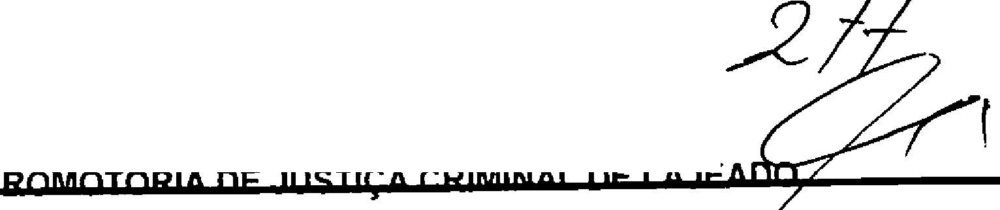 277
ROMOTORIA DE JUSTIÇA CRIMINAL DE LAJEADO